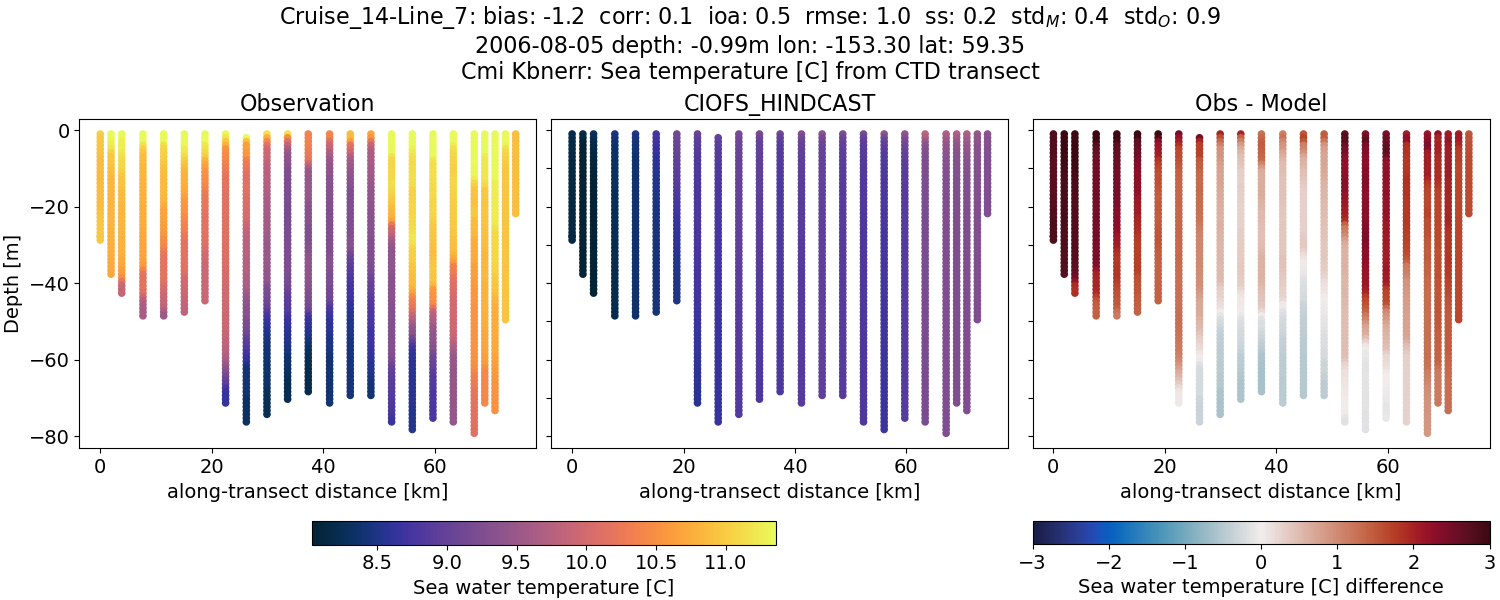 Cruise_14-Line_7: bias: -1.2 corr: 0.1 ioa: 0.5 rmse: 1.0 ss: 0.2 std_M: 0.4 std_O: 0.9
2006-08-05 depth: -0.99m lon: -153.30 lat: 59.35
Cmi Kbnerr: Sea temperature [C] from CTD transect
Observation
CIOFS_HINDCAST
Obs - Model
Depth [m]
0
−20
−40
−60
−80
0 20 40 60
0 20 40 60
0 20 40 60
along-transect distance [km]
along-transect distance [km]
along-transect distance [km]
8.5 9.0 9.5 10.0 10.5 11.0
Sea water temperature [C]
−3 −2 −1 0 1 2 3
Sea water temperature [C] difference